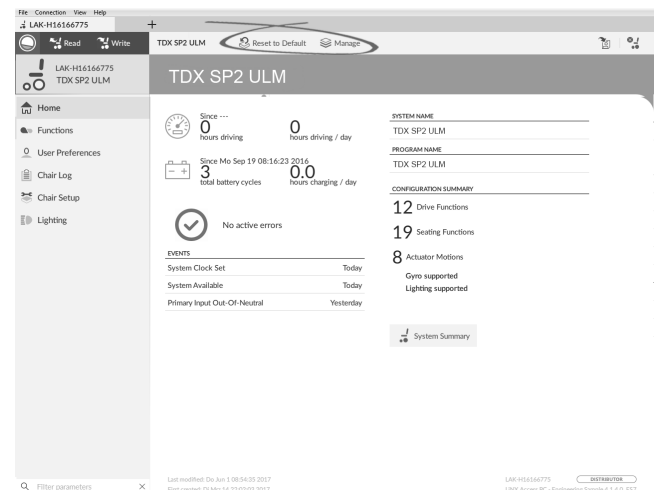 File Connection View Help
LAK-H16166775
Read Write TDX SP2 ULM Reset to Default Manage
LAK-H16166775
TDX SP2 ULM
TDX SP2 ULM
Home
Functions
User Preferences
Chair Log
Chair Setup
Lighting
Since ---
0 0
hours driving hours driving / day
Since Mo Sep 19 08:16:23 2016
3 0.0
total battery cycles hours charging / day
No active errors
EVENTS
System Clock Set Today
System Available Today
Primary Input Out-Of-Neutral Yesterday
SYSTEM NAME
TDX SP2 ULM
PROGRAM NAME
TDX SP2 ULM
CONFIGURATION SUMMARY
12 Drive Functions
19 Seating Functions
8 Actuator Motions
Gyro supported
Lighting supported
System Summary
Filter parameters
Last modified: Do Jun 1 08:54:35 2017
LAK-H16166775 DISTRIBUTOR